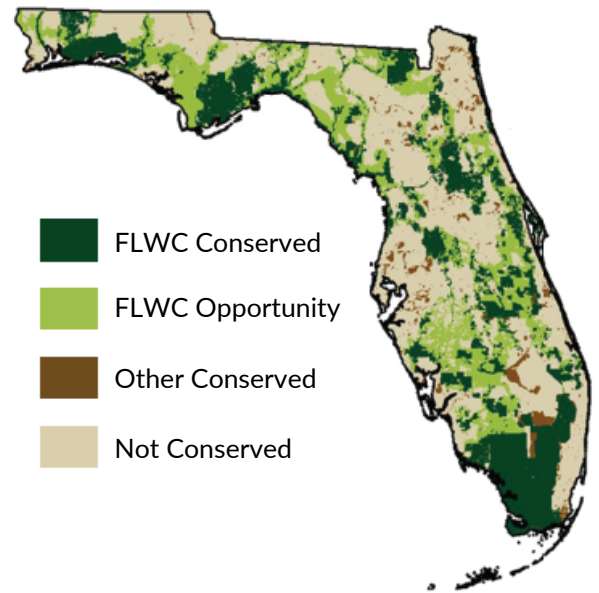 FLWC Conserved
FLWC Opportunity
Other Conserved
Not Conserved